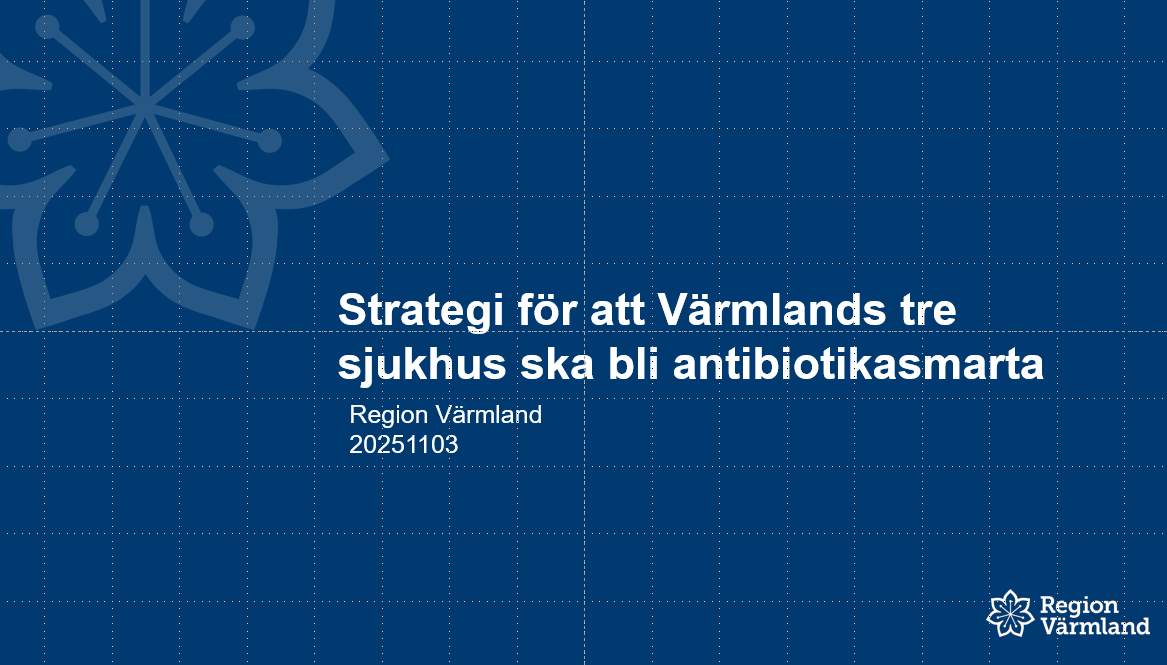 Strategi för att Värmlands tre
sjukhus ska bli antibiotikasmarta
Region Värmland
20251103
Region
Värmland